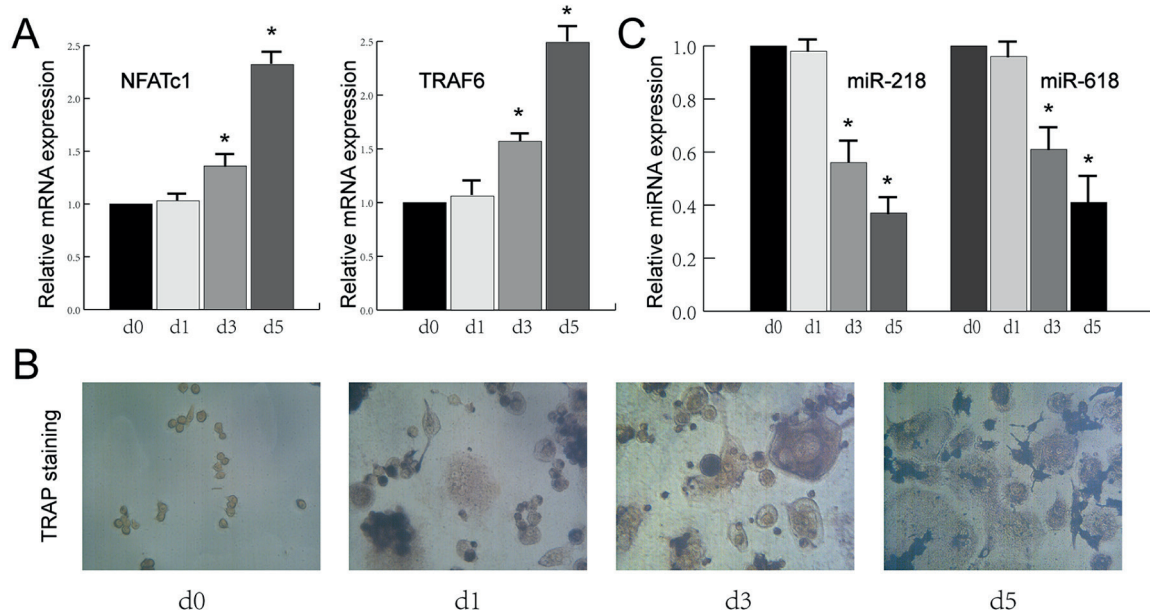 A
Relative mRNA expression
2.5
2.0
1.5
1.0
0.5
0.0
NFATc1
*
*
d0 d1 d3 d5
Relative mRNA expression
2.5
2.0
1.5
1.0
0.5
0.0
TRAF6
*
*
d0 d1 d3 d5
C
Relative miRNA expression
1.0
0.8
0.6
0.4
0.2
0.0
miR-218
*
*
miR-618
*
*
d0 d1 d3 d5 d0 d1 d3 d5
B
TRAP staining
d0 d1 d3 d5